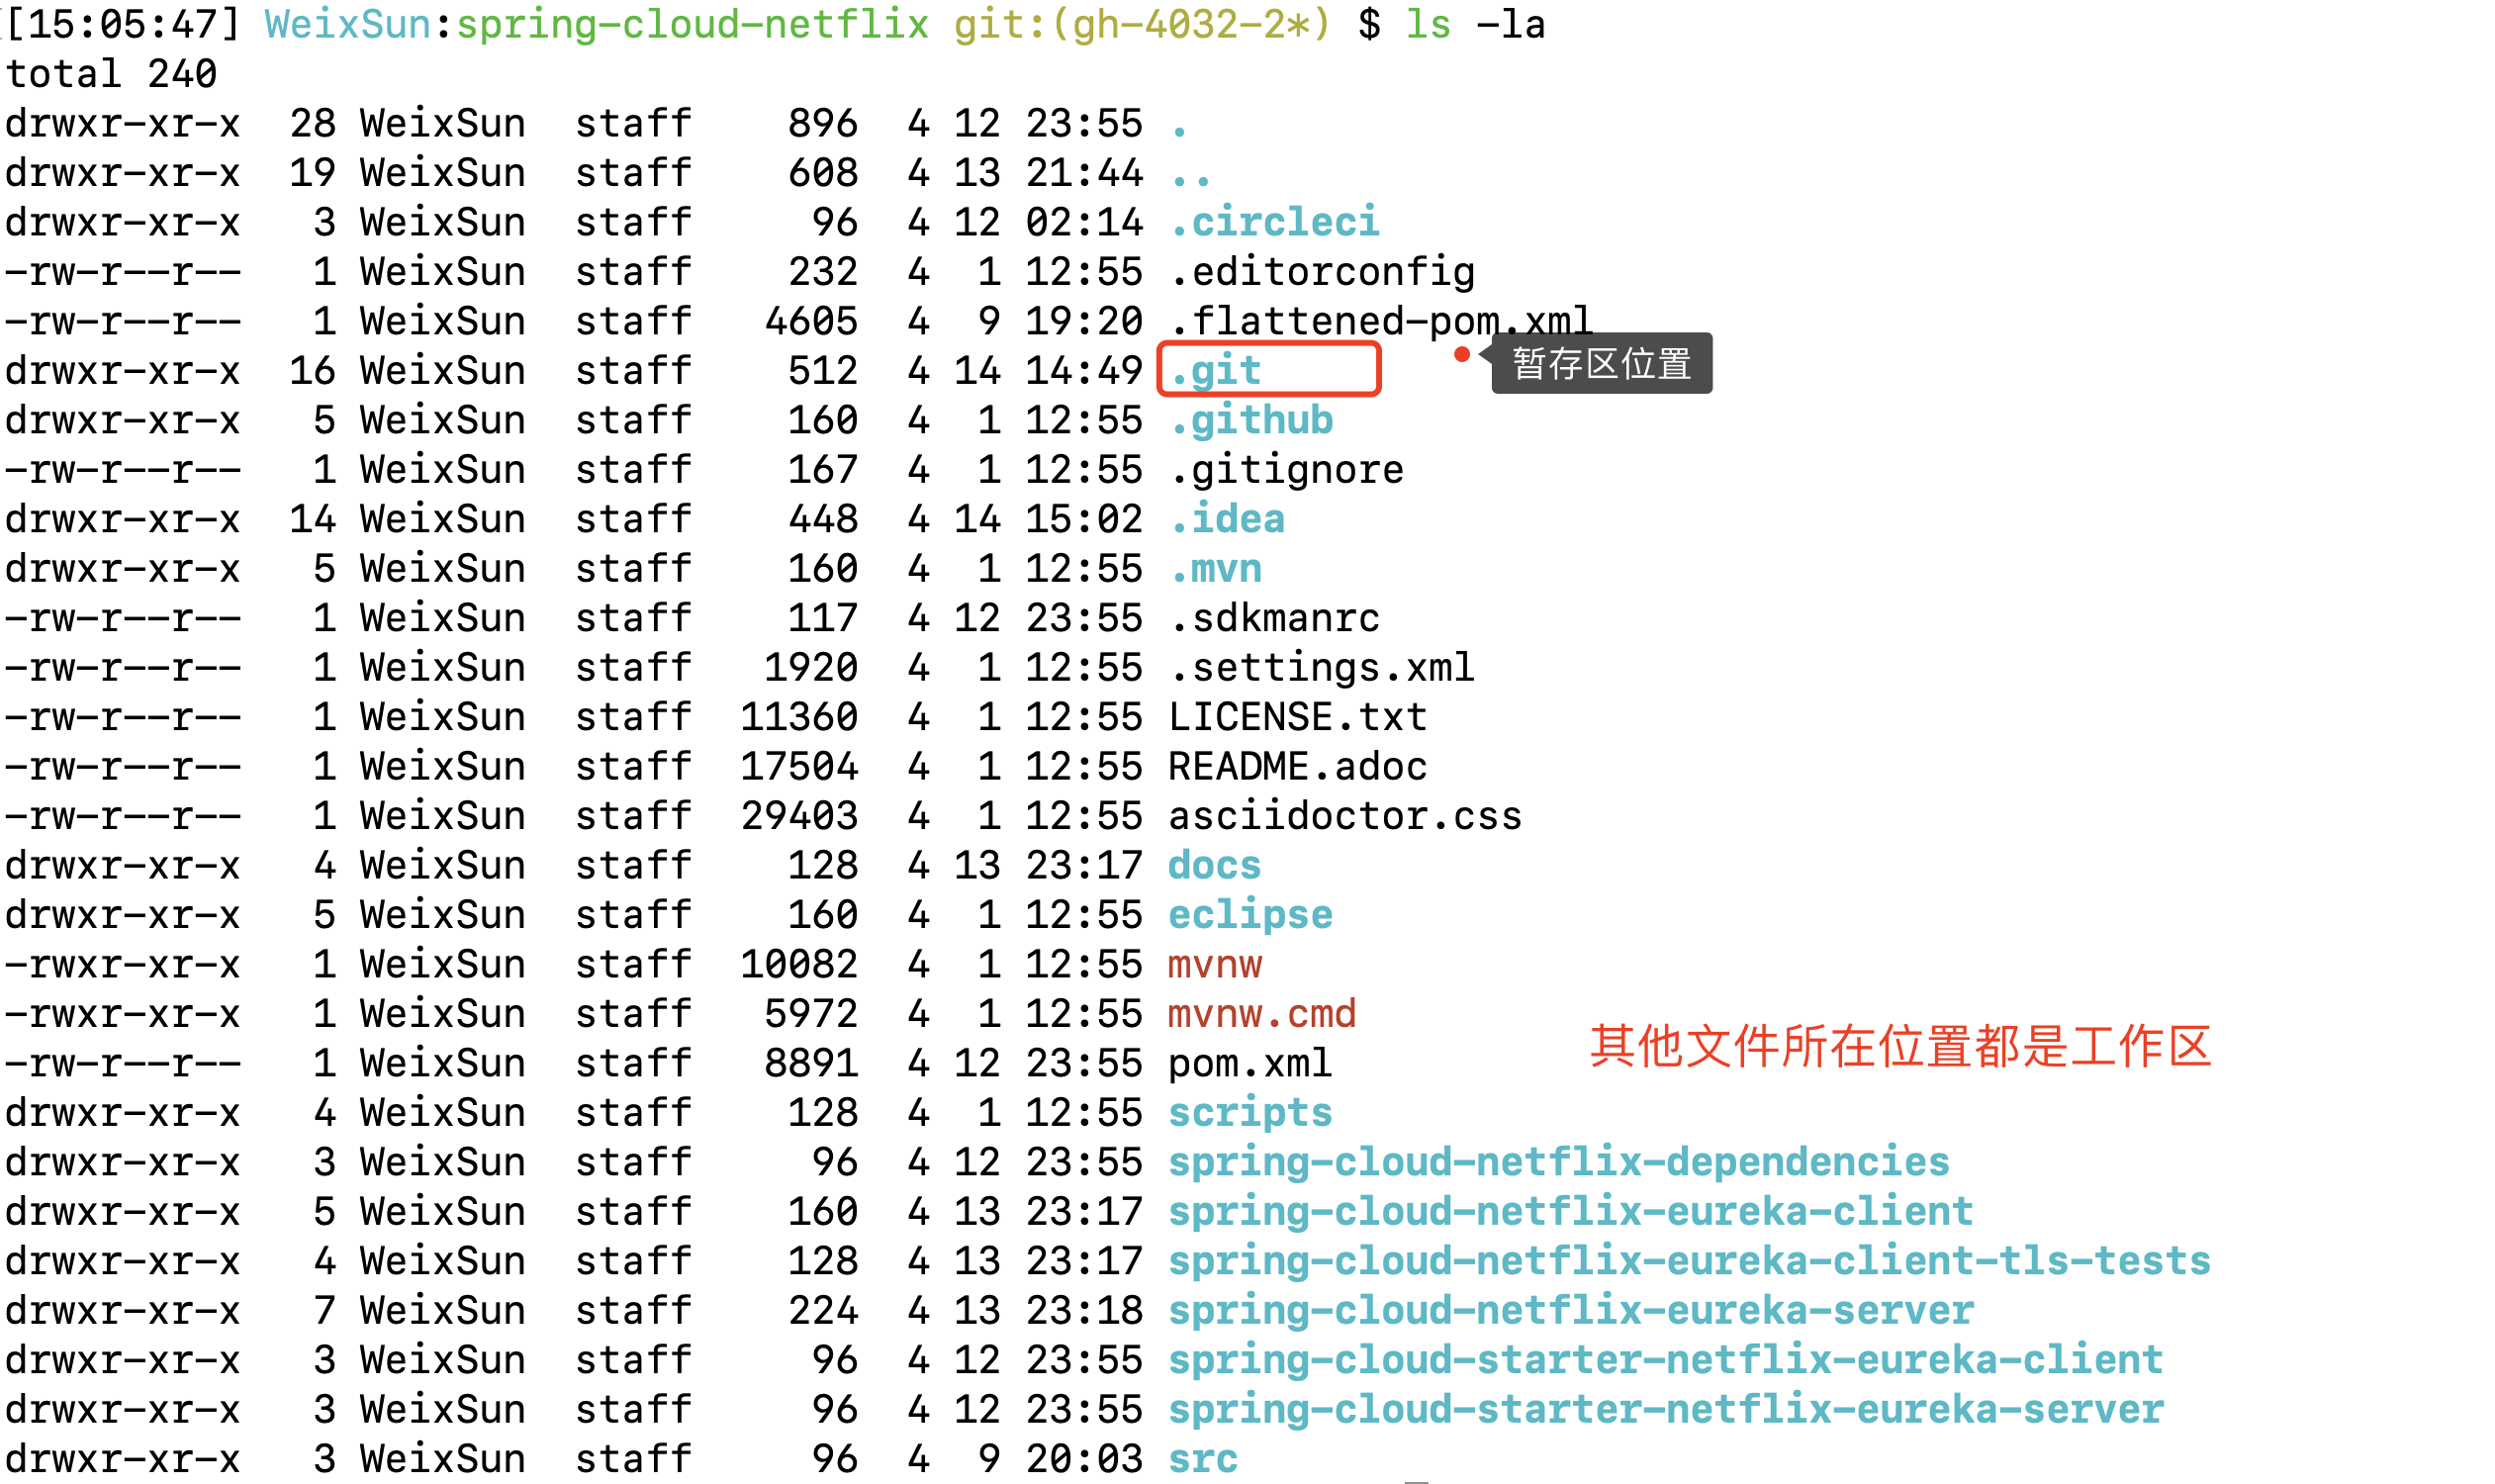 [15:05:47] WeixSun:spring-cloud-netflix git:(gh-4032-2*) $ ls -la
total 240
drwxr-xr-x  28 WeixSun  staff    896  4 12 23:55 .
drwxr-xr-x  19 WeixSun  staff    608  4 13 21:44 ..
drwxr-xr-x   3 WeixSun  staff     96  4 12 02:14 .circleci
-rw-r--r--   1 WeixSun  staff    232  4  1 12:55 .editorconfig
-rw-r--r--   1 WeixSun  staff   4605  4  9 19:20 .flattened-pom.xml
drwxr-xr-x  16 WeixSun  staff    512  4 14 14:49 .git 暂存区位置
drwxr-xr-x   5 WeixSun  staff    160  4  1 12:55 .github
-rw-r--r--   1 WeixSun  staff    167  4  1 12:55 .gitignore
drwxr-xr-x  14 WeixSun  staff    448  4 14 15:02 .idea
drwxr-xr-x   5 WeixSun  staff    160  4  1 12:55 .mvn
-rw-r--r--   1 WeixSun  staff    117  4 12 23:55 .sdkmanrc
-rw-r--r--   1 WeixSun  staff   1920  4  1 12:55 .settings.xml
-rw-r--r--   1 WeixSun  staff  11360  4  1 12:55 LICENSE.txt
-rw-r--r--   1 WeixSun  staff  17504  4  1 12:55 README.adoc
-rw-r--r--   1 WeixSun  staff  29403  4  1 12:55 asciidoctor.css
drwxr-xr-x   4 WeixSun  staff    128  4 13 23:17 docs
drwxr-xr-x   5 WeixSun  staff    160  4  1 12:55 eclipse
-rwxr-xr-x   1 WeixSun  staff  10082  4  1 12:55 mvnw
-rwxr-xr-x   1 WeixSun  staff   5972  4  1 12:55 mvnw.cmd
其他文件所在位置都是工作区
-rw-r--r--   1 WeixSun  staff   8891  4 12 23:55 pom.xml
drwxr-xr-x   4 WeixSun  staff    128  4  1 12:55 scripts
drwxr-xr-x   3 WeixSun  staff     96  4 12 23:55 spring-cloud-netflix-dependencies
drwxr-xr-x   5 WeixSun  staff    160  4 13 23:17 spring-cloud-netflix-eureka-client
drwxr-xr-x   4 WeixSun  staff    128  4 13 23:17 spring-cloud-netflix-eureka-client-tls-tests
drwxr-xr-x   7 WeixSun  staff    224  4 13 23:18 spring-cloud-netflix-eureka-server
drwxr-xr-x   3 WeixSun  staff     96  4 12 23:55 spring-cloud-starter-netflix-eureka-client
drwxr-xr-x   3 WeixSun  staff     96  4 12 23:55 spring-cloud-starter-netflix-eureka-server
drwxr-xr-x   3 WeixSun  staff     96  4  9 20:03 src